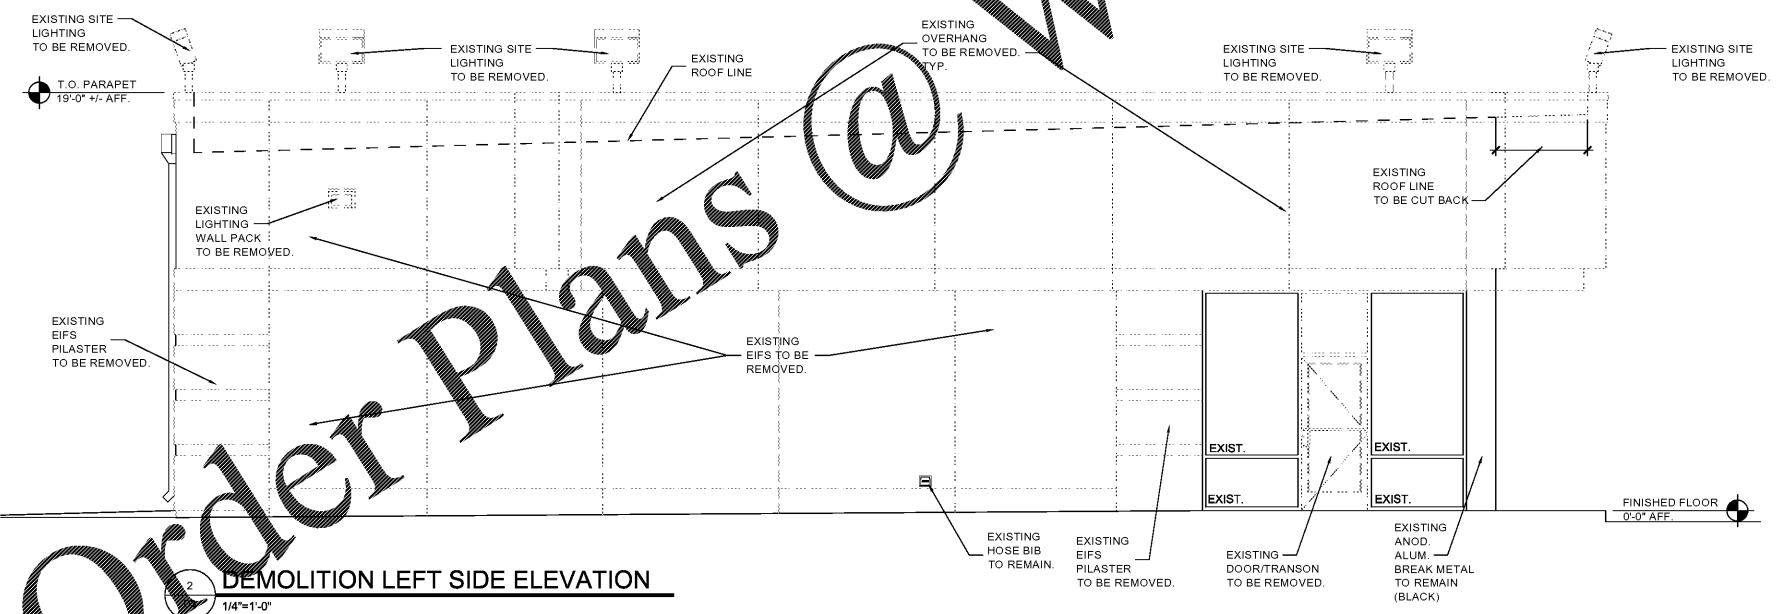 EXISTING SITE
LIGHTING
TO BE REMOVED.
EXISTING SITE
LIGHTING
TO BE REMOVED.
EXISTING
ROOF LINE
EXISTING
OVERHANG
TO BE REMOVED.
TYP.
EXISTING SITE
LIGHTING
TO BE REMOVED.
EXISTING SITE
LIGHTING
TO BE REMOVED.
T.O. PARAPET
19'-0" +/- AFF.
EXISTING
ROOF LINE
TO BE CUT BACK
EXISTING
LIGHTING
WALL PACK
TO BE REMOVED.
EXISTING
EIFS
PILASTER
TO BE REMOVED.
EXISTING
EIFS TO BE
REMOVED.
EXIST.
EXIST.
EXIST.
EXIST.
FINISHED FLOOR
0'-0" AFF.
EXISTING
HOSE BIB
TO REMAIN.
EXISTING
EIFS
PILASTER
TO BE REMOVED.
EXISTING
DOOR/TRANSON
TO BE REMOVED.
EXISTING
ANOD.
ALUM.
BREAK METAL
TO REMAIN
(BLACK)
2
DEMOLITION LEFT SIDE ELEVATION
1/4"=1'-0"
Order Plans @ W